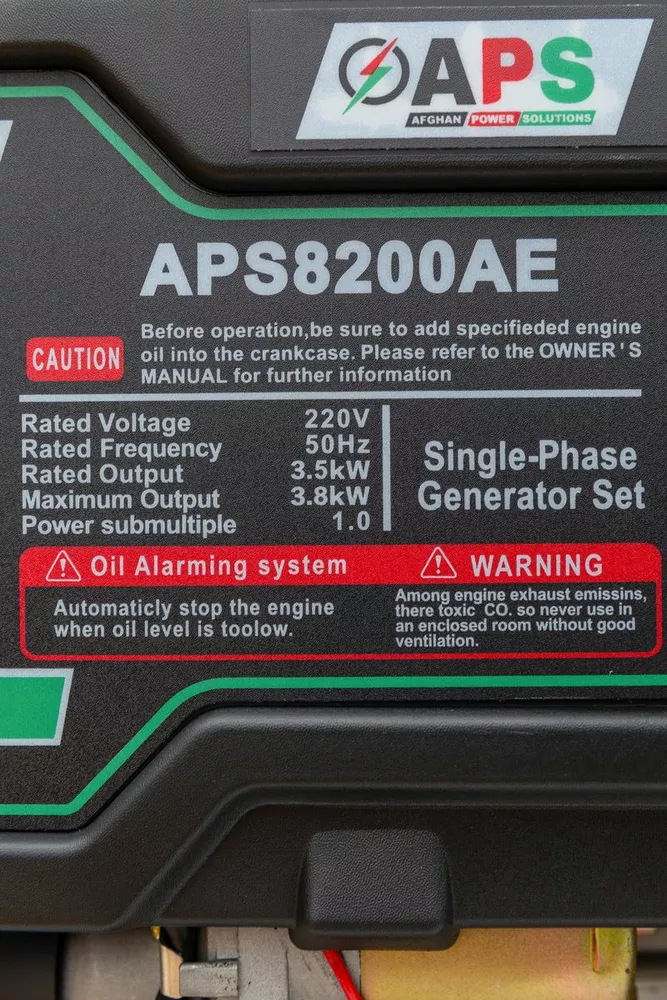 APS
AFGHAN POWER SOLUTIONS
APS8200AE
CAUTION
Before operation,be sure to add specifieded engine
oil into the crankcase. Please refer to the OWNER'S
MANUAL for further information
Rated Voltage 220V
Rated Frequency 50Hz
Rated Output 3.5kW
Maximum Output 3.8kW
Power submultiple 1.0
Single-Phase
Generator Set
Oil Alarming system
Automaticly stop the engine
when oil level is toolow.
WARNING
Among engine exhaust emissins,
there toxic CO. so never use in
an enclosed room without good
ventilation.